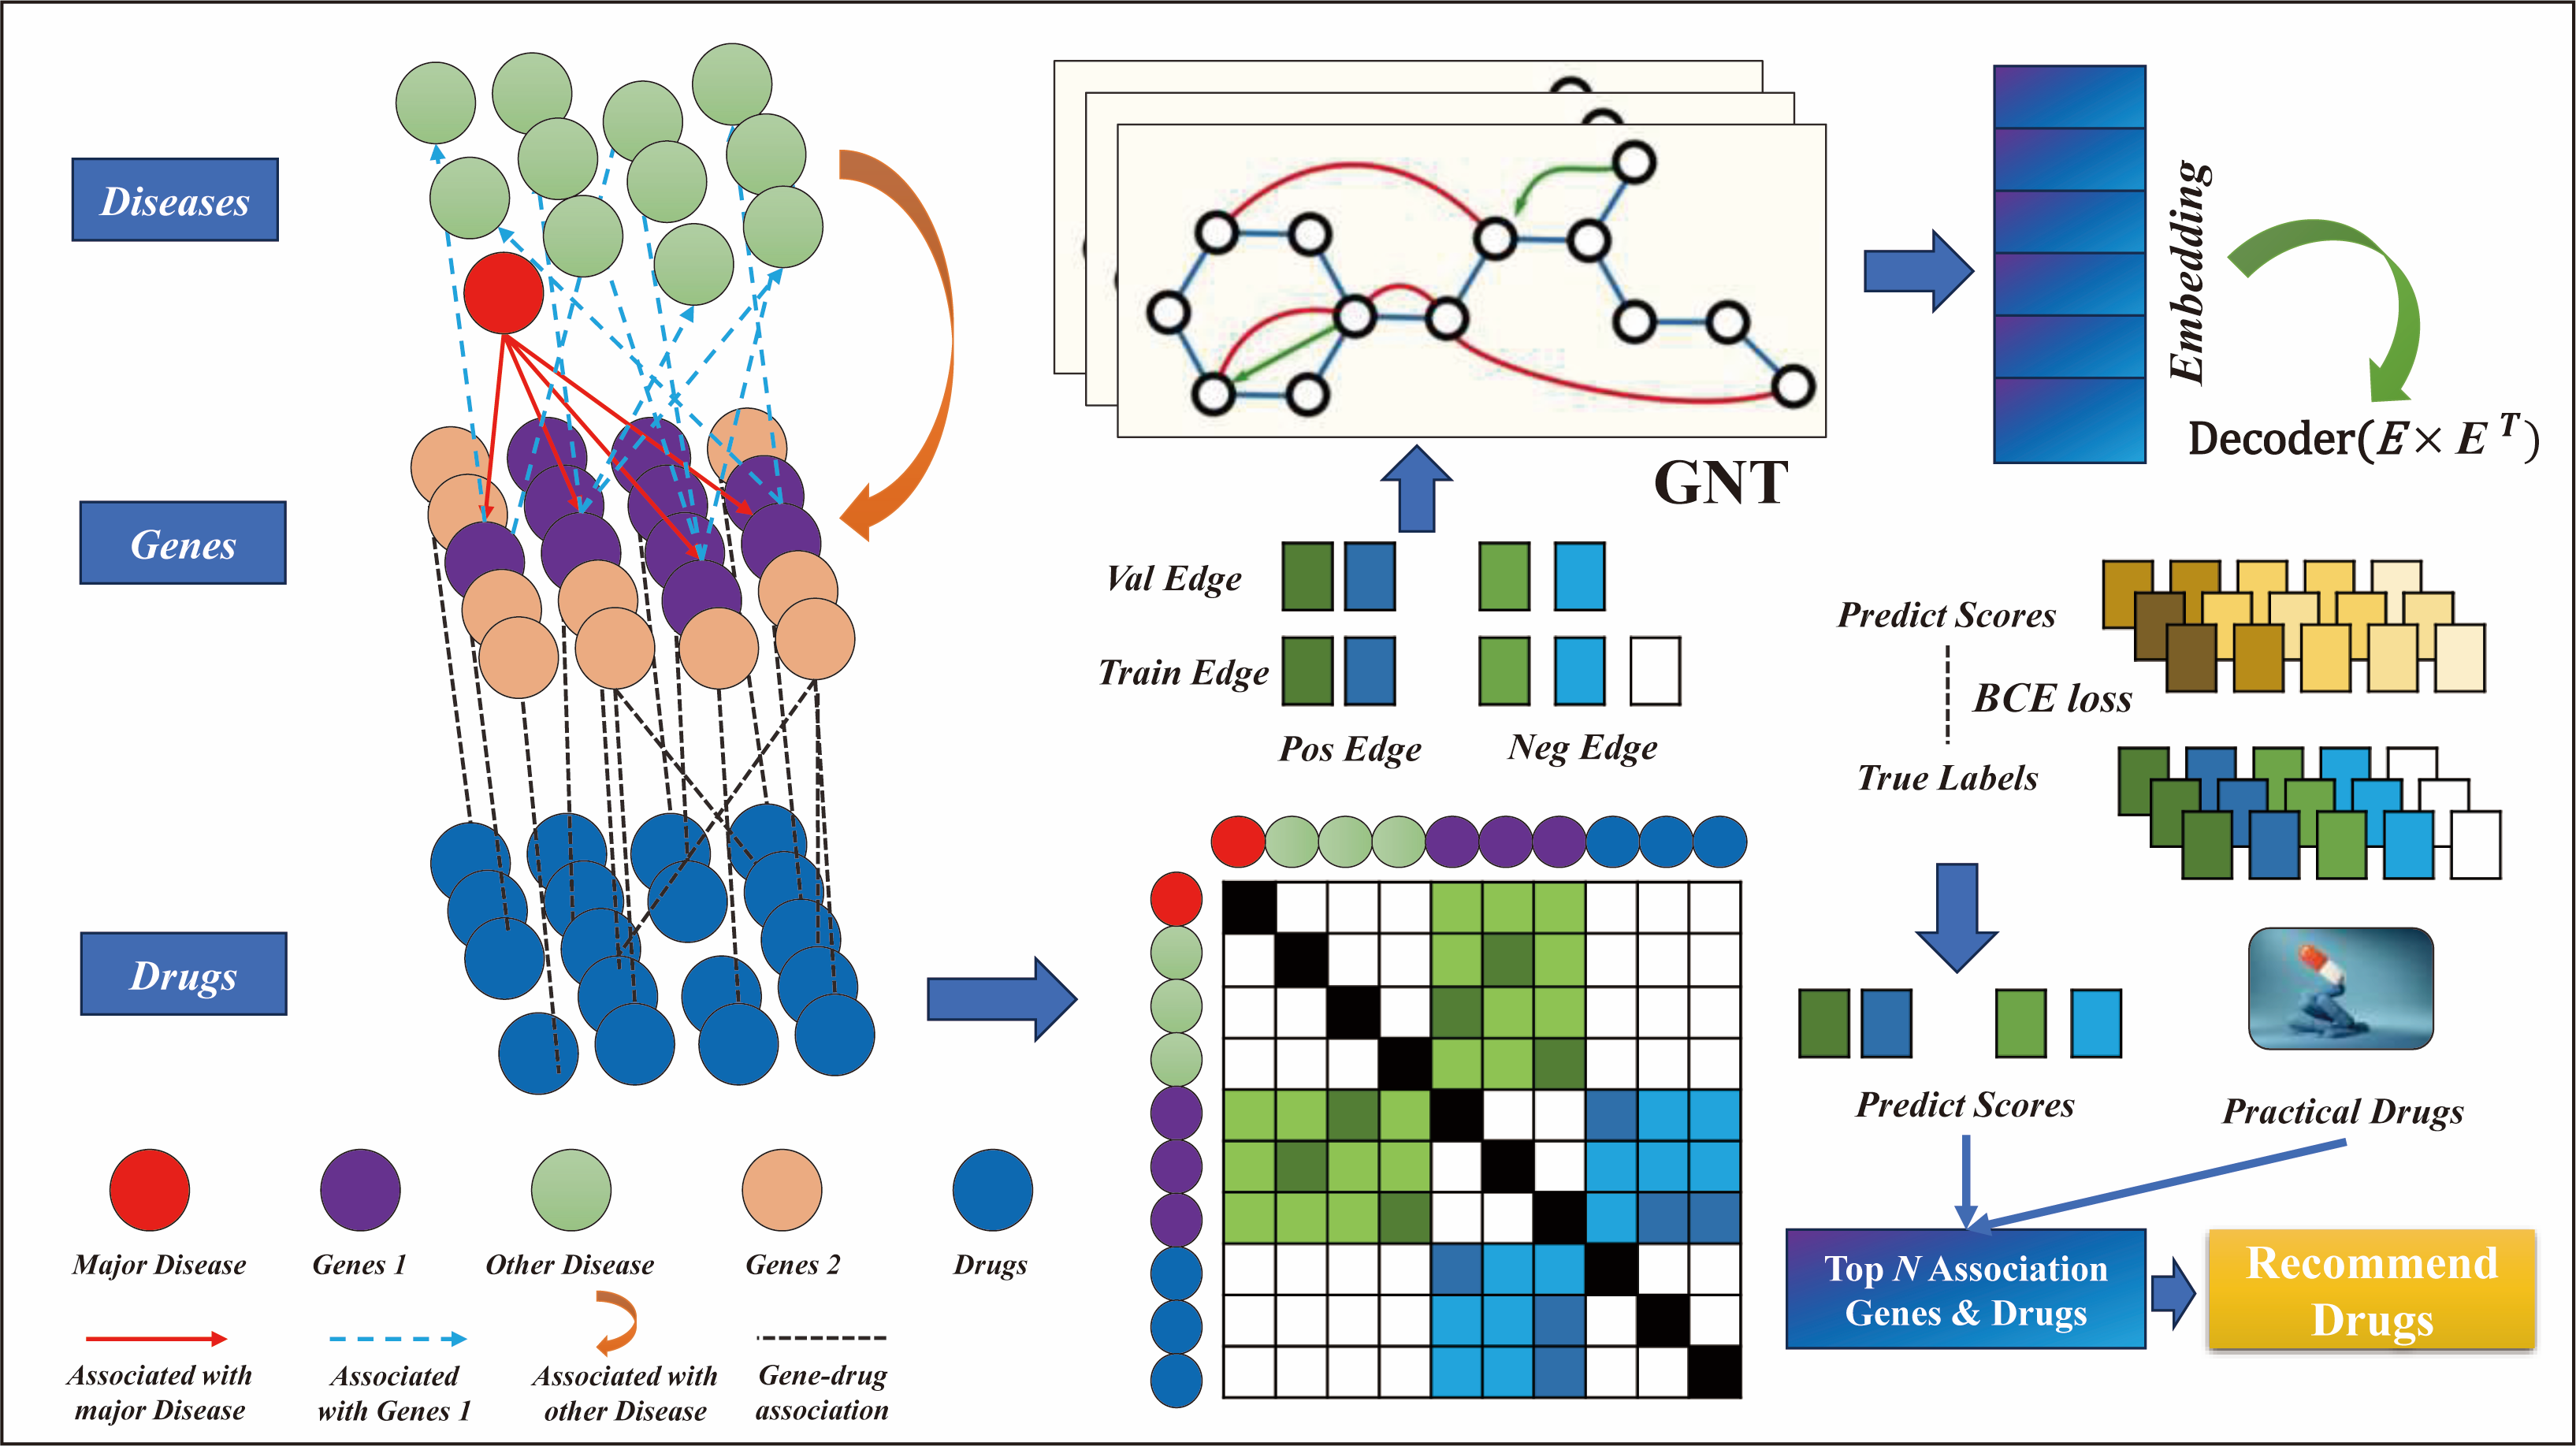 Diseases
Genes
Drugs
Major Disease
Genes 1
Other Disease
Genes 2
Drugs
Associated with
major Disease
Associated
with Genes 1
Associated with
other Disease
Gene-drug
association
GNT
Embedding
Decoder(E× E T)
Val Edge
Train Edge
Pos Edge
Neg Edge
Predict Scores
BCE loss
True Labels
Predict Scores
Practical Drugs
Top N Association
Genes & Drugs
Recommend
Drugs